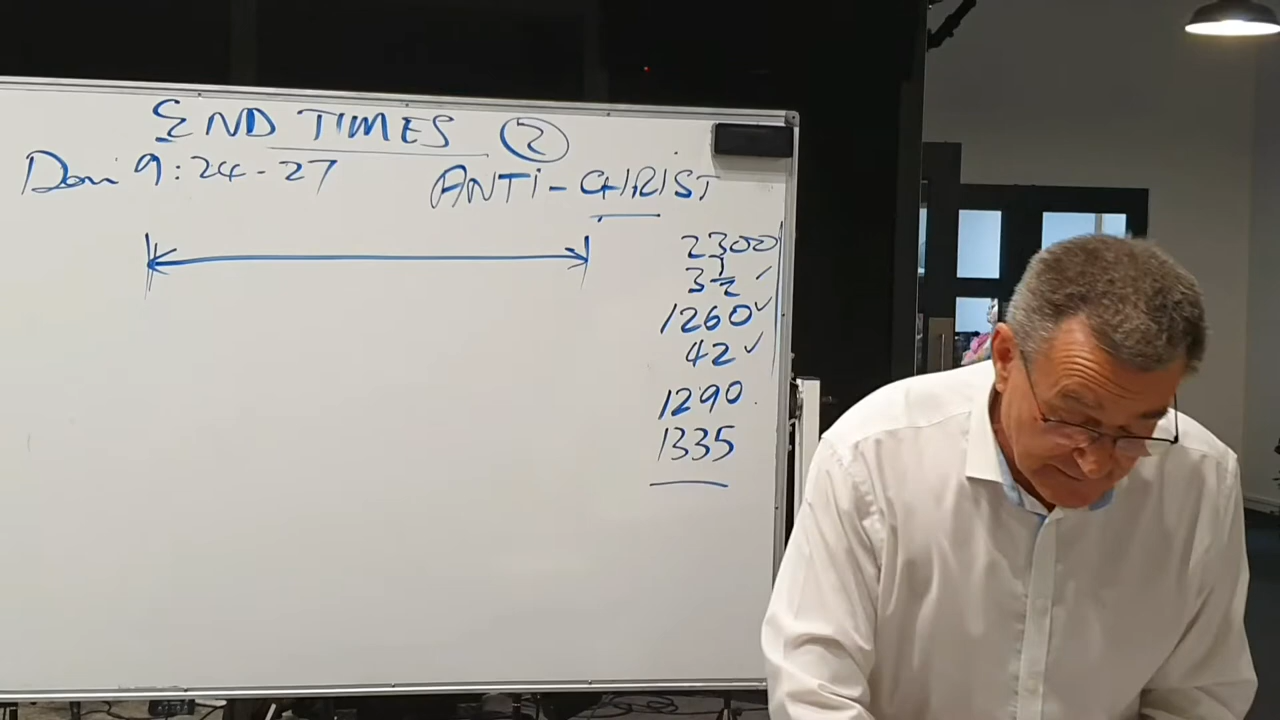 END TIMES 2
Dan 9:24-27
ANTI-CHRIST
2300
3½ ✓
1260 ✓
42 ✓
1290
1335